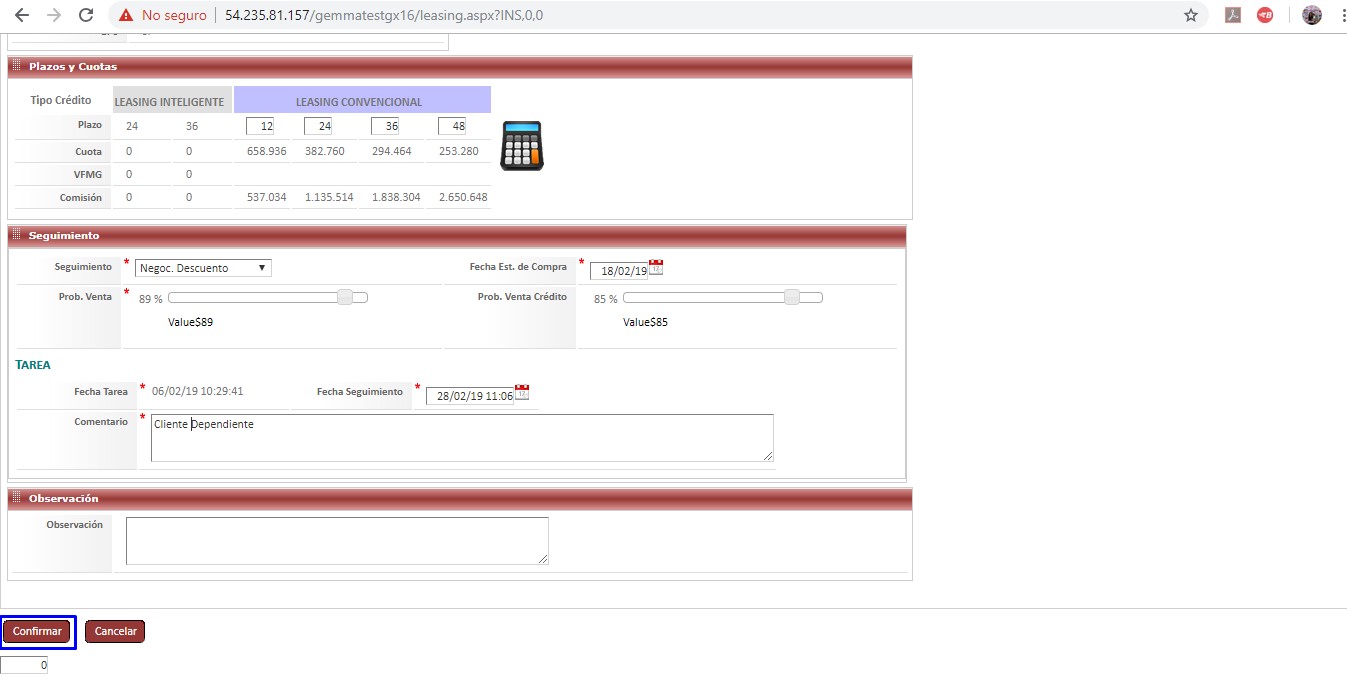 No seguro 54.235.81.157/gemmatestgx16/leasing.aspx?INS,0,0
Plazos y Cuotas
Tipo Crédito LEASING INTELIGENTE LEASING CONVENCIONAL
Plazo 24 36 12 24 36 48
Cuota 0 0 658.936 382.760 294.464 253.280
VFMG 0 0
Comisión 0 0 537.034 1.135.514 1.838.304 2.650.648
Seguimiento
Seguimiento * Negoc. Descuento Fecha Est. de Compra * 18/02/19
Prob. Venta * 89 % Prob. Venta Crédito 85 %
Value$89 Value$85
TAREA
Fecha Tarea * 06/02/19 10:29:41 Fecha Seguimiento * 28/02/19 11:06
Comentario * Cliente Dependiente
Observación
Observación
Confirmar Cancelar
0